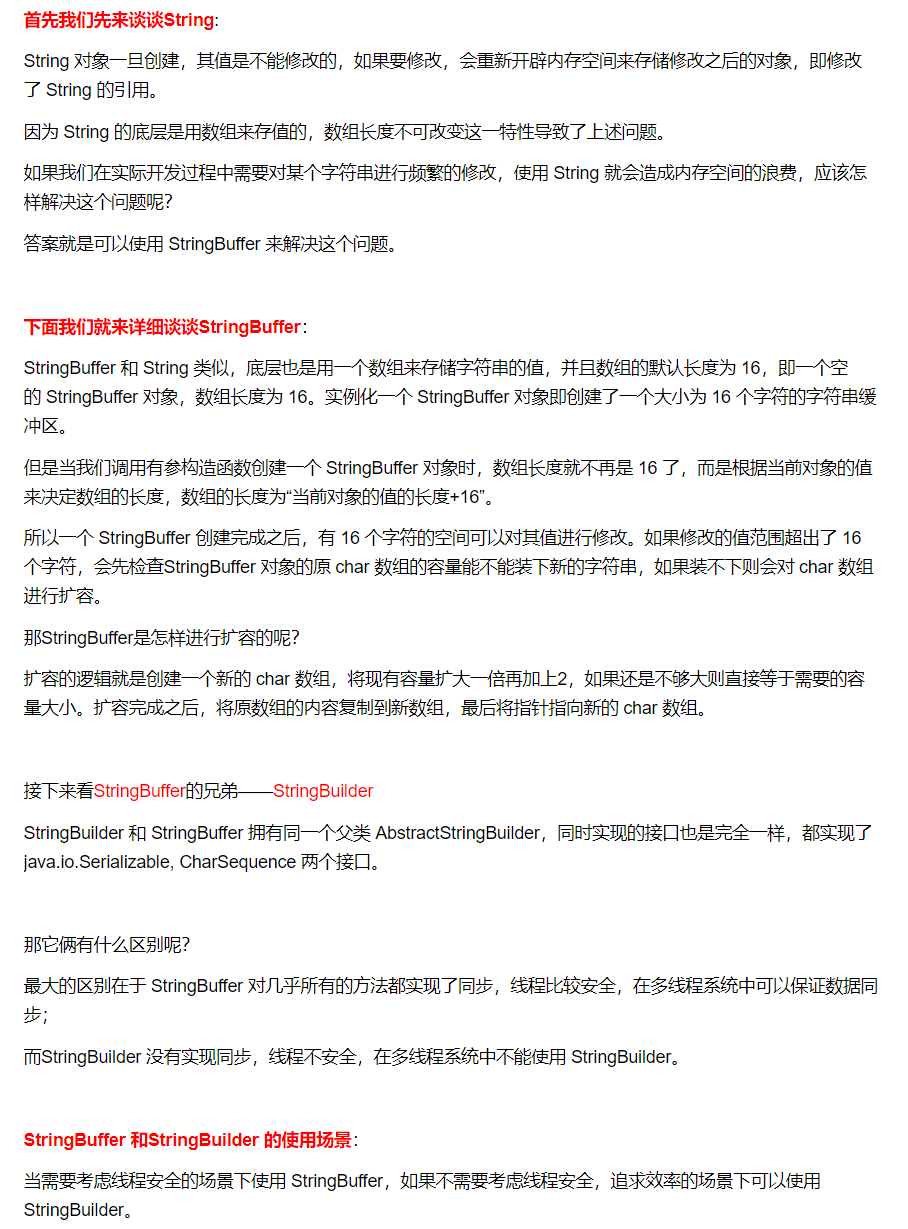 首先我们先来谈谈String:
String 对象一旦创建，其值是不能修改的，如果要修改，会重新开辟内存空间来存储修改之后的对象，即修改
了 String 的引用。
因为 String 的底层是用数组来存值的，数组长度不可改变这一特性导致了上述问题。
如果我们在实际开发过程中需要对某个字符串进行频繁的修改，使用 String 就会造成内存空间的浪费，应该怎
样解决这个问题呢？
答案就是可以使用 StringBuffer 来解决这个问题。
下面我们就来详细谈谈StringBuffer：
StringBuffer 和 String 类似，底层也是用一个数组来存储字符串的值，并且数组的默认长度为 16，即一个空
的 StringBuffer 对象，数组长度为 16。实例化一个 StringBuffer 对象即创建了一个大小为 16 个字符的字符串缓
冲区。
但是当我们调用有参构造函数创建一个 StringBuffer 对象时，数组长度就不再是 16 了，而是根据当前对象的值
来决定数组的长度，数组的长度为“当前对象的值的长度+16”。
所以一个 StringBuffer 创建完成之后，有 16 个字符的空间可以对其值进行修改。如果修改的值范围超出了 16
个字符，会先检查StringBuffer 对象的原 char 数组的容量能不能装下新的字符串，如果装不下则会对 char 数组
进行扩容。
那StringBuffer是怎样进行扩容的呢？
扩容的逻辑就是创建一个新的 char 数组，将现有容量扩大一倍再加上2，如果还是不够大则直接等于需要的容
量大小。扩容完成之后，将原数组的内容复制到新数组，最后将指针指向新的 char 数组。
接下来看StringBuffer的兄弟——StringBuilder
StringBuilder 和 StringBuffer 拥有同一个父类 AbstractStringBuilder，同时实现的接口也是完全一样，都实现了
java.io.Serializable, CharSequence 两个接口。
那它俩有什么区别呢？
最大的区别在于 StringBuffer 对几乎所有的方法都实现了同步，线程比较安全，在多线程系统中可以保证数据同
步；
而StringBuilder 没有实现同步，线程不安全，在多线程系统中不能使用 StringBuilder。
StringBuffer 和StringBuilder 的使用场景：
当需要考虑线程安全的场景下使用 StringBuffer，如果不需要考虑线程安全，追求效率的场景下可以使用
StringBuilder。